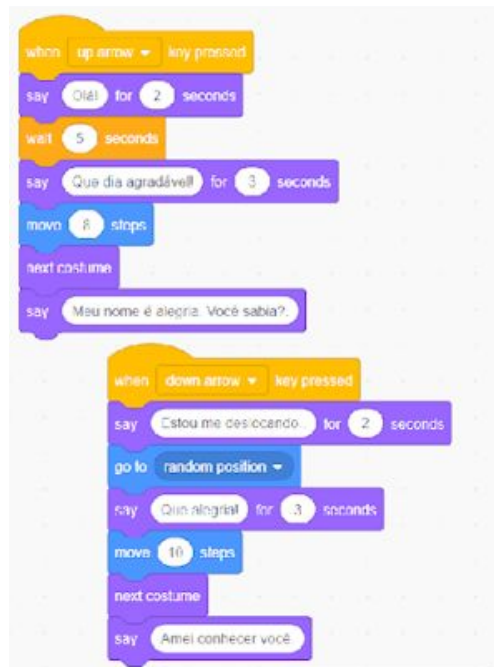 when up arrow key pressed
say Olá! for 2 seconds
wait 5 seconds
say Que dia agradável! for 3 seconds
move 8 steps
next costume
say Meu nome é alegria. Você sabia?.
when down arrow key pressed
say Estou me deslocando.. for 2 seconds
go to random position
say Que alegria! for 3 seconds
move 10 steps
next costume
say Amei conhecer você